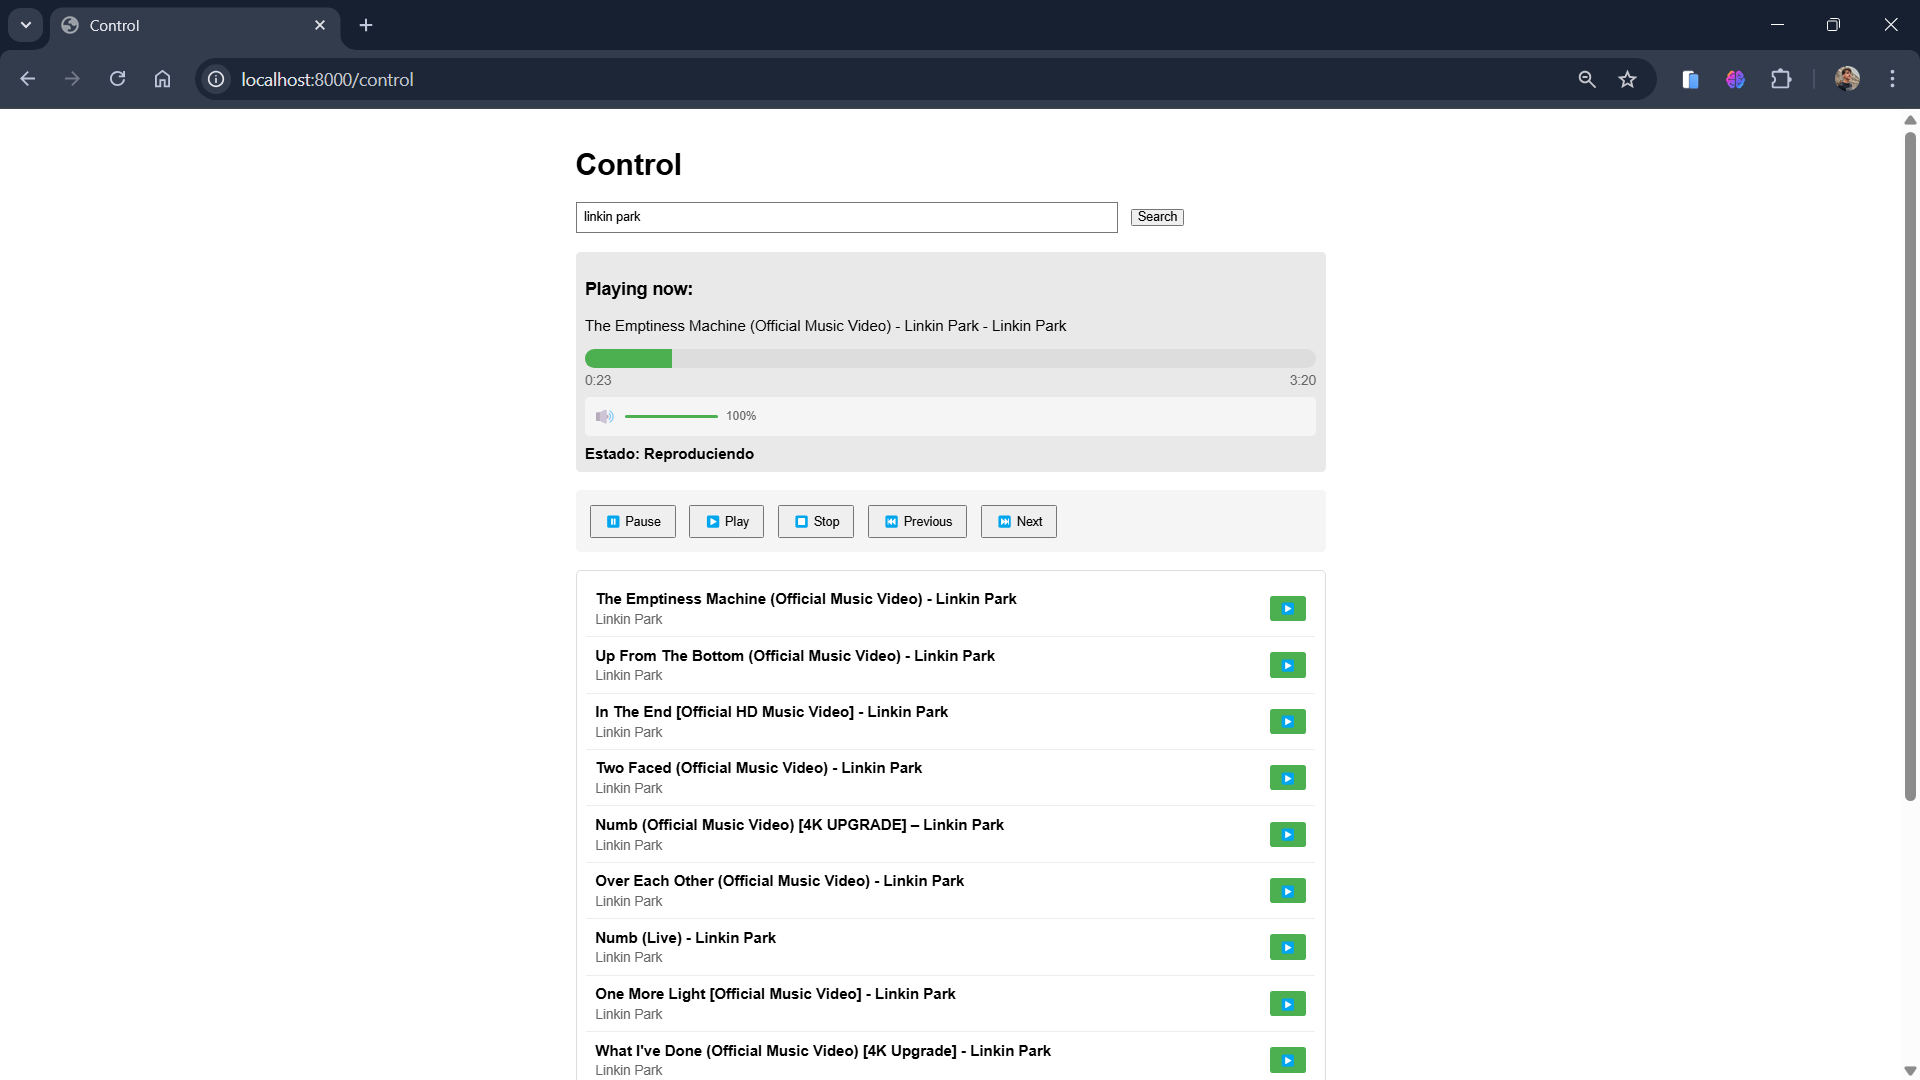 Control
localhost:8000/control
Control
linkin park
Search
Playing now:
The Emptiness Machine (Official Music Video) - Linkin Park - Linkin Park
0:23
3:20
100%
Estado: Reproduciendo
Pause
Play
Stop
Previous
Next
The Emptiness Machine (Official Music Video) - Linkin Park
Linkin Park
Up From The Bottom (Official Music Video) - Linkin Park
Linkin Park
In The End [Official HD Music Video] - Linkin Park
Linkin Park
Two Faced (Official Music Video) - Linkin Park
Linkin Park
Numb (Official Music Video) [4K UPGRADE] – Linkin Park
Linkin Park
Over Each Other (Official Music Video) - Linkin Park
Linkin Park
Numb (Live) - Linkin Park
Linkin Park
One More Light [Official Music Video] - Linkin Park
Linkin Park
What I've Done (Official Music Video) [4K Upgrade] - Linkin Park
Linkin Park